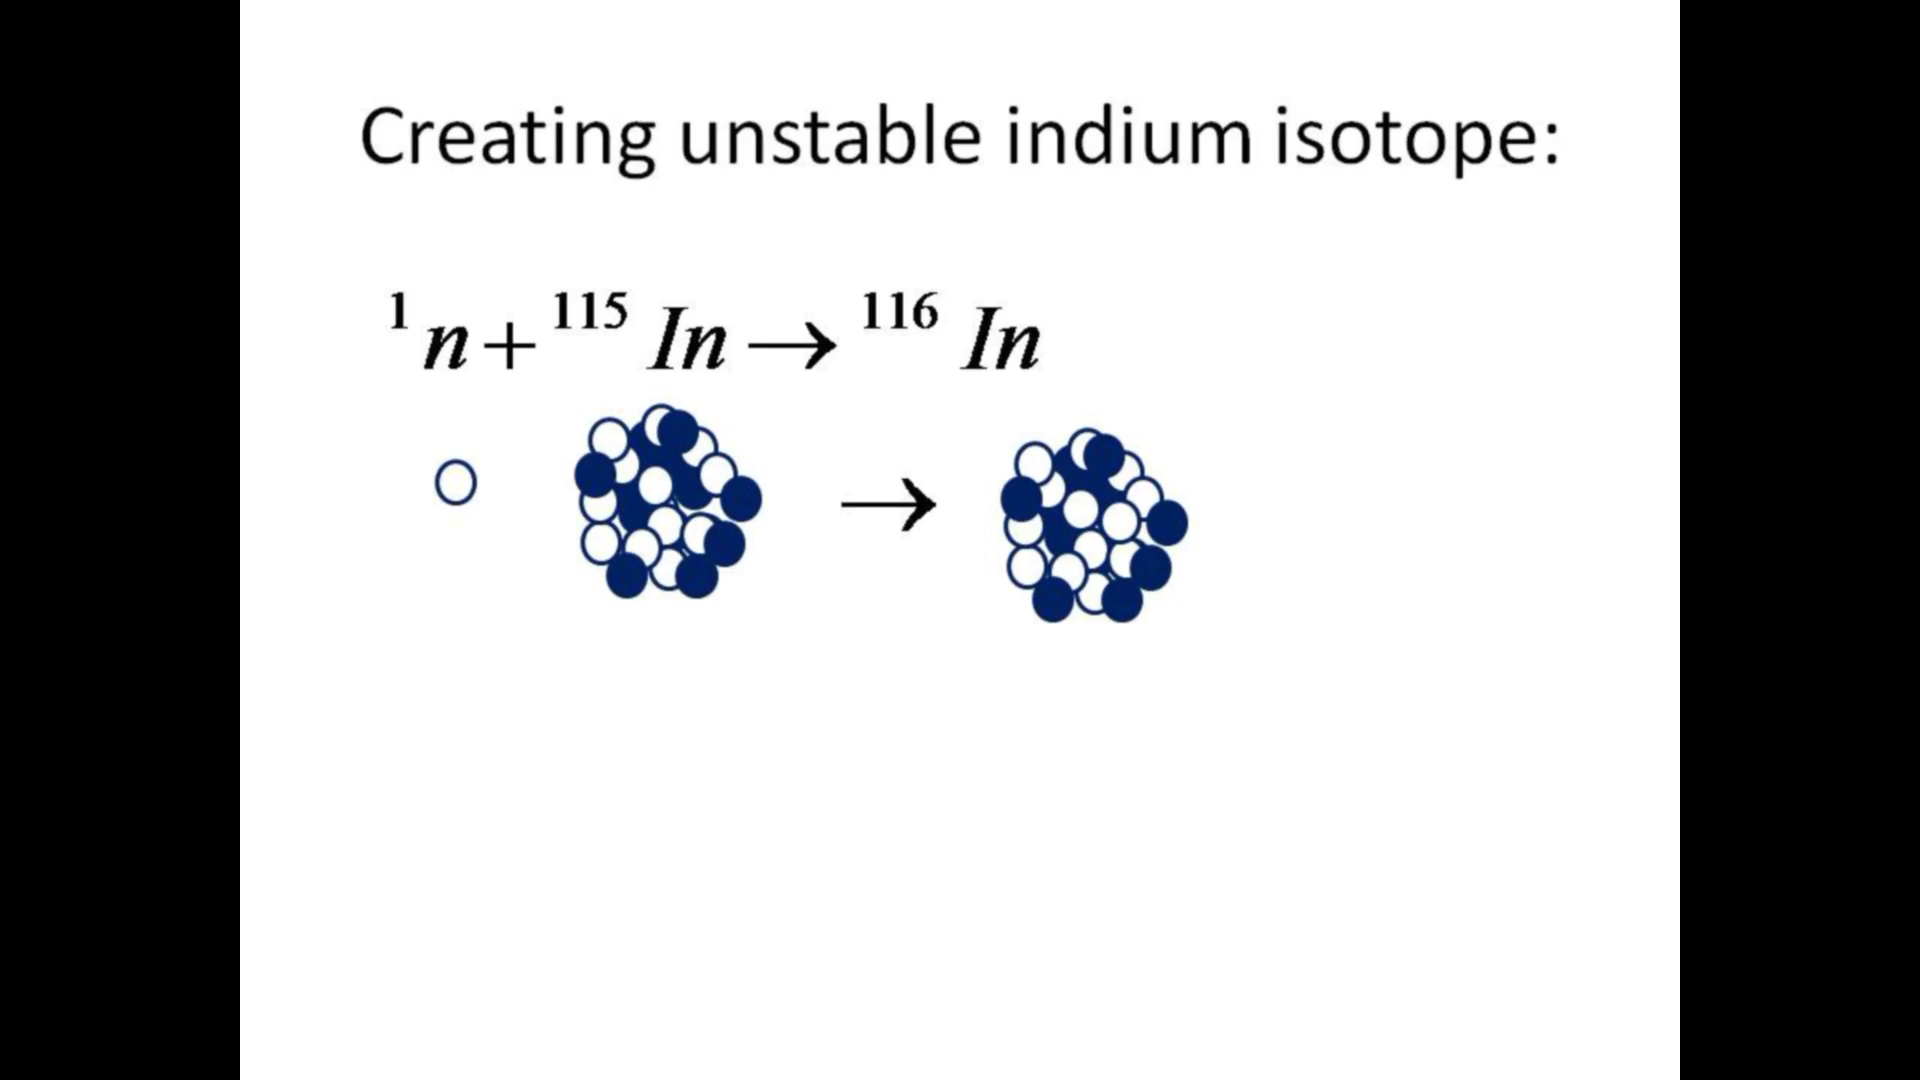 Creating unstable indium isotope:
¹n + ¹¹⁵In → ¹¹⁶In
→